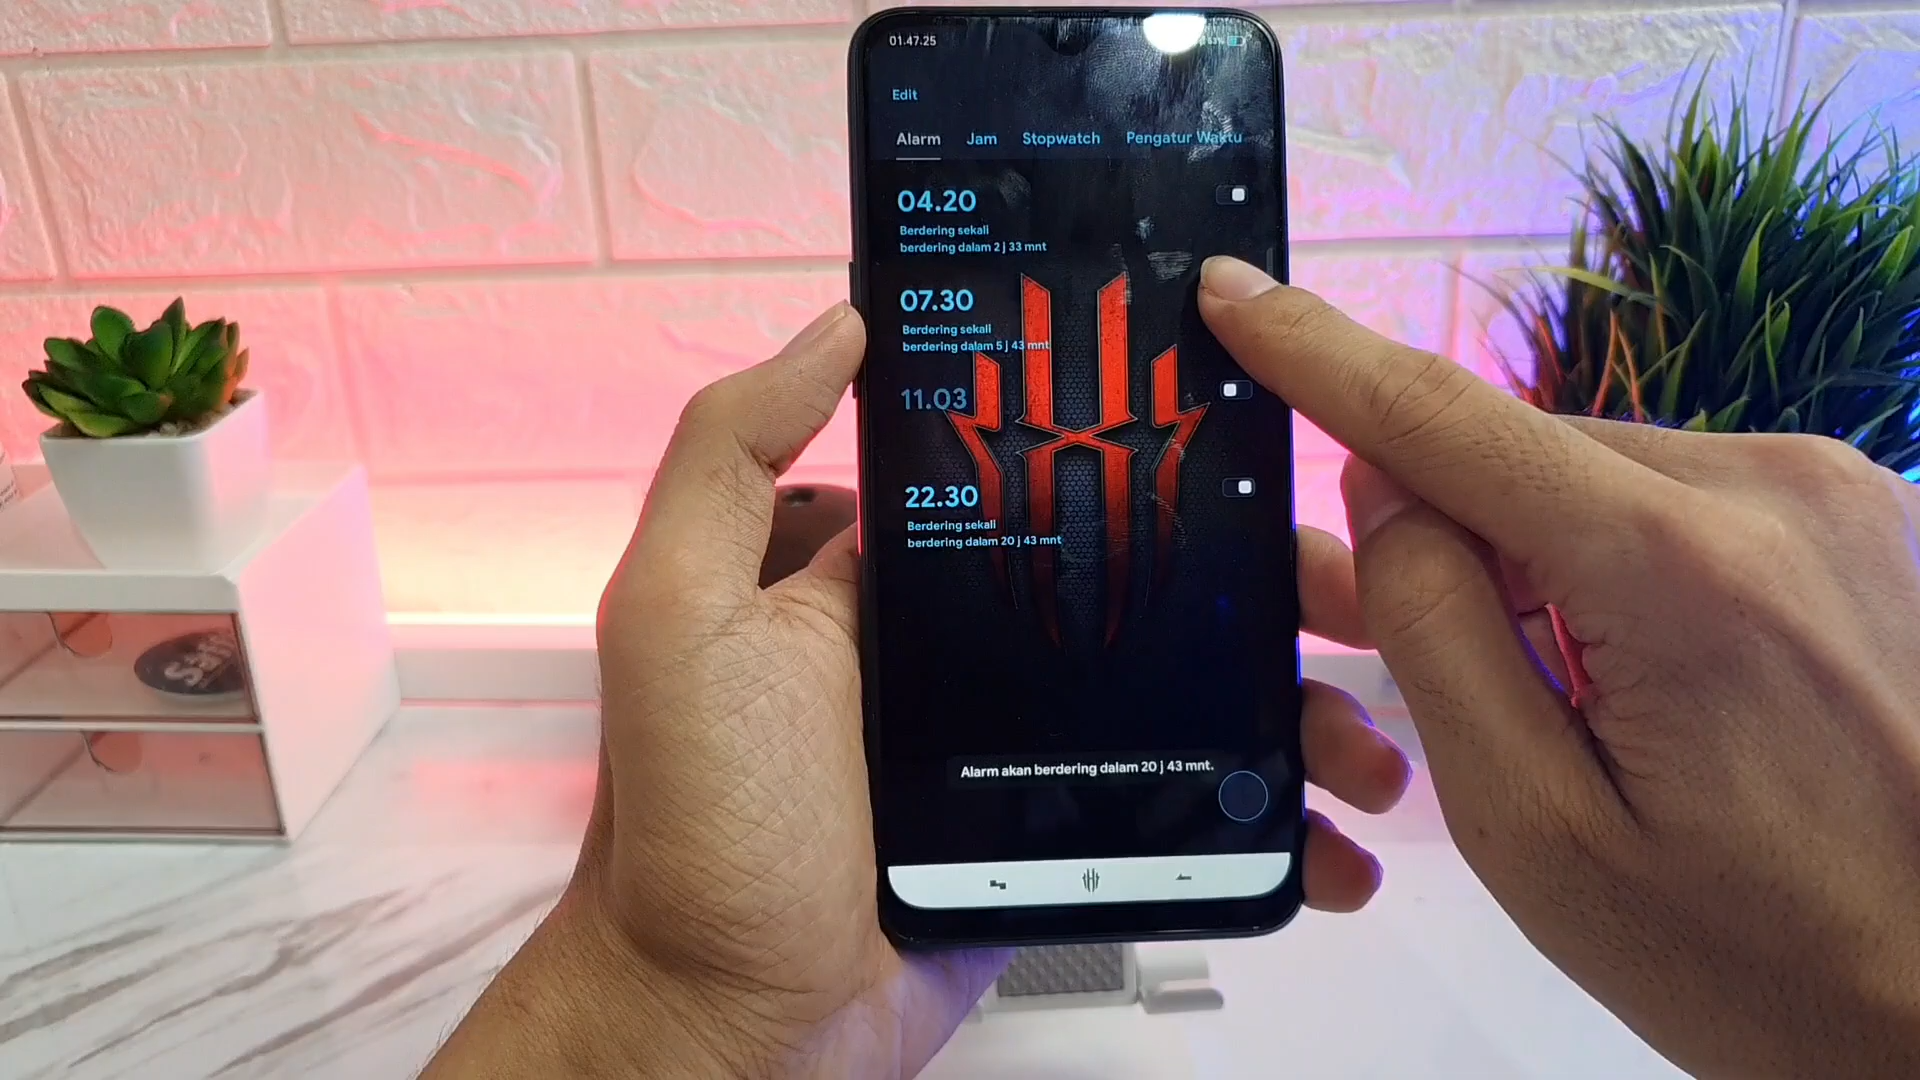 01.47.25
53%
Edit
Alarm Jam Stopwatch Pengatur Waktu
04.20
Berdering sekali
berdering dalam 2 j 33 mnt
07.30
Berdering sekali
berdering dalam 5 j 43 mnt
11.03
22.30
Berdering sekali
berdering dalam 20 j 43 mnt
Alarm akan berdering dalam 20 j 43 mnt.